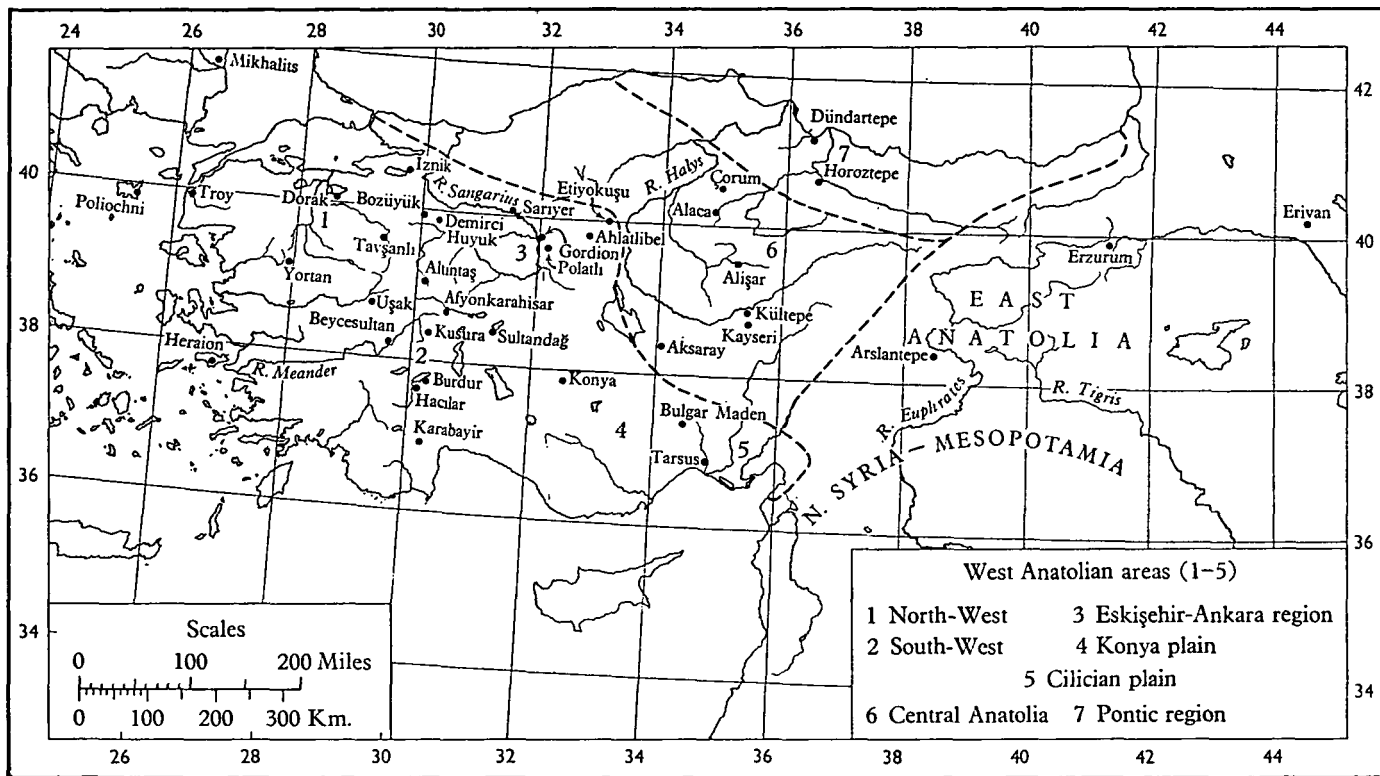 24 26 28 30 32 34 36 38 40 42 44
Mikhalits
42
42
Dündartepe
7
40
Iznik
Etiyokuşu
R. Halys
Çorum
Horoztepe
Poliochni
Troy
Dorak
Bozüyük
R. Sangarius
Sarıyer
Alaca
Erivan
1
Demirci
Huyuk
3
Ahlatlibel
6
40
Tavşanlı
Gordion
Polatlı
Erzurum
Yortan
Altıntaş
Alişar
EAST
Uşak
Afyonkarahisar
Kültepe
Kayseri
ANATOLIA
38
Beycesultan
Kusura
Sultandağ
Aksaray
Arslantepe
Heraion
R. Meander
2
Burdur
Konya
R. Euphrates
R. Tigris
38
Hacılar
Bulgar Maden
Karabayir
4
Tarsus
5
N. SYRIA – MESOPOTAMIA
36
36
West Anatolian areas (1–5)
1 North-West 3 Eskişehir-Ankara region
2 South-West 4 Konya plain
5 Cilician plain
6 Central Anatolia 7 Pontic region
34
34
Scales
0 100 200 Miles
0 100 200 300 Km.
26 28 30 32 34 36 38 40 42 44